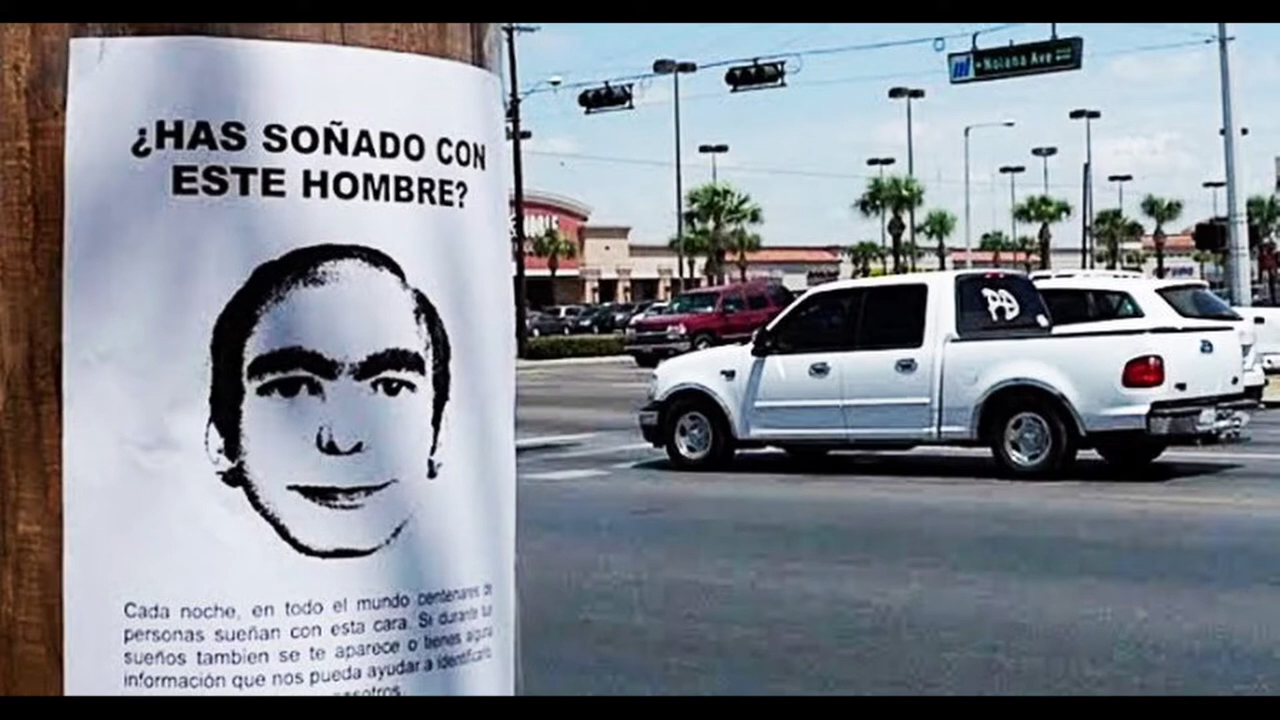 ¿HAS SOÑADO CON
ESTE HOMBRE?
Cada noche, en todo el mundo centenares de
personas sueñan con esta cara. Si durante tus
sueños tambien se te aparece o tienes alguna
información que nos pueda ayudar a identificarlo
nosotros
Nolana Ave